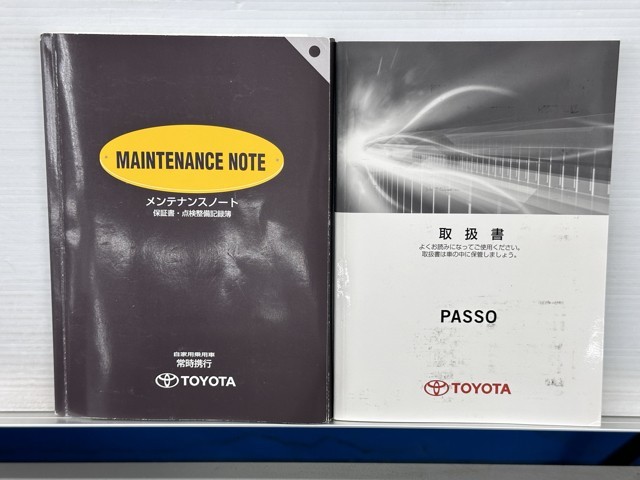 MAINTENANCE NOTE
メンテナンスノート
保証書・点検整備記録簿
自家用乗用車
常時携行
TOYOTA
取扱書
よくお読みになってご使用ください。
取扱書は車の中に保管しましょう。
PASSO
TOYOTA